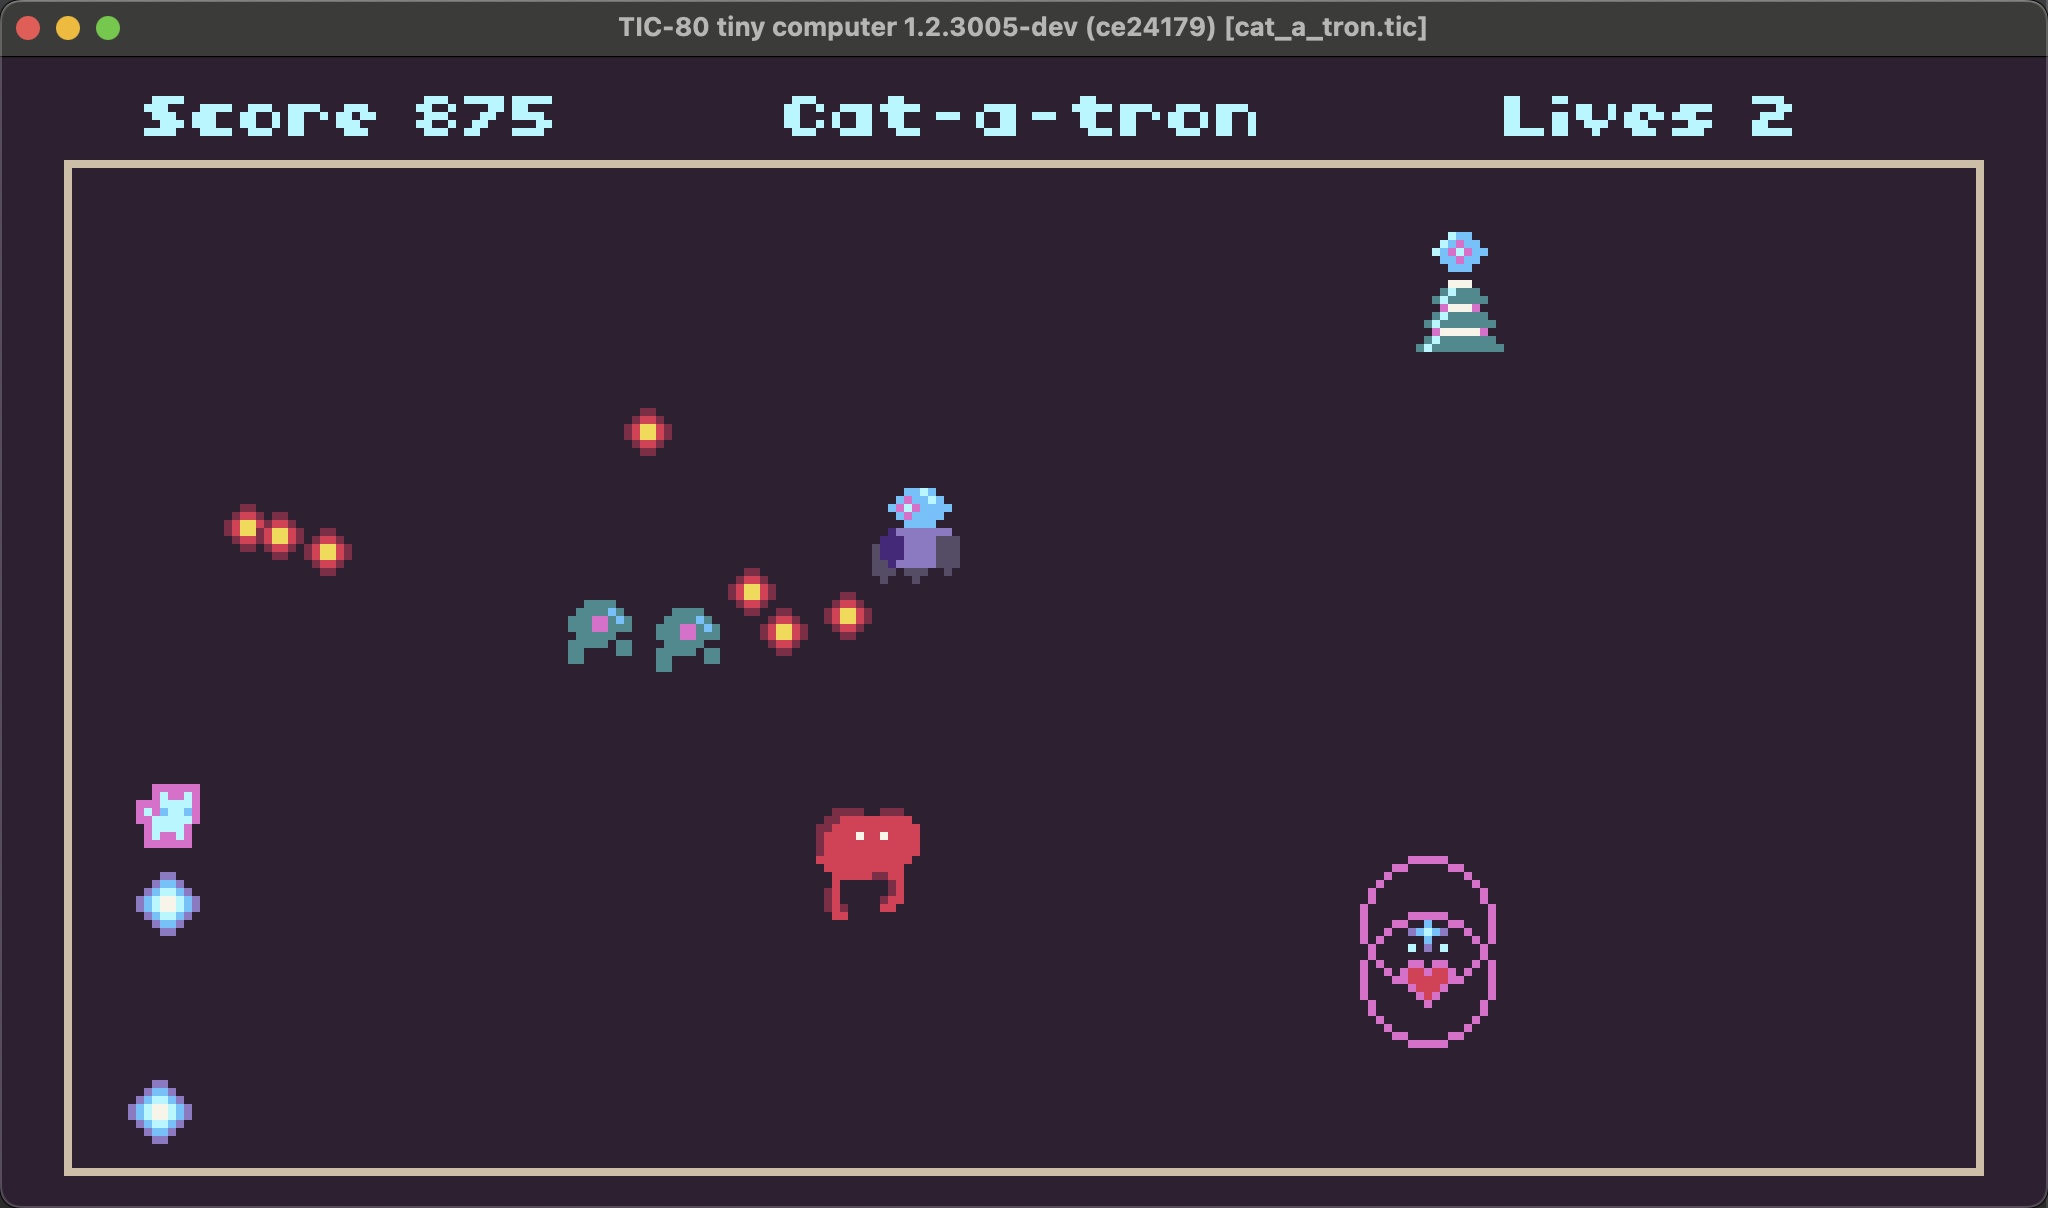 TIC-80 tiny computer 1.2.3005-dev (ce24179) [cat_a_tron.tic]
Score 875 Cat-a-tron Lives 2